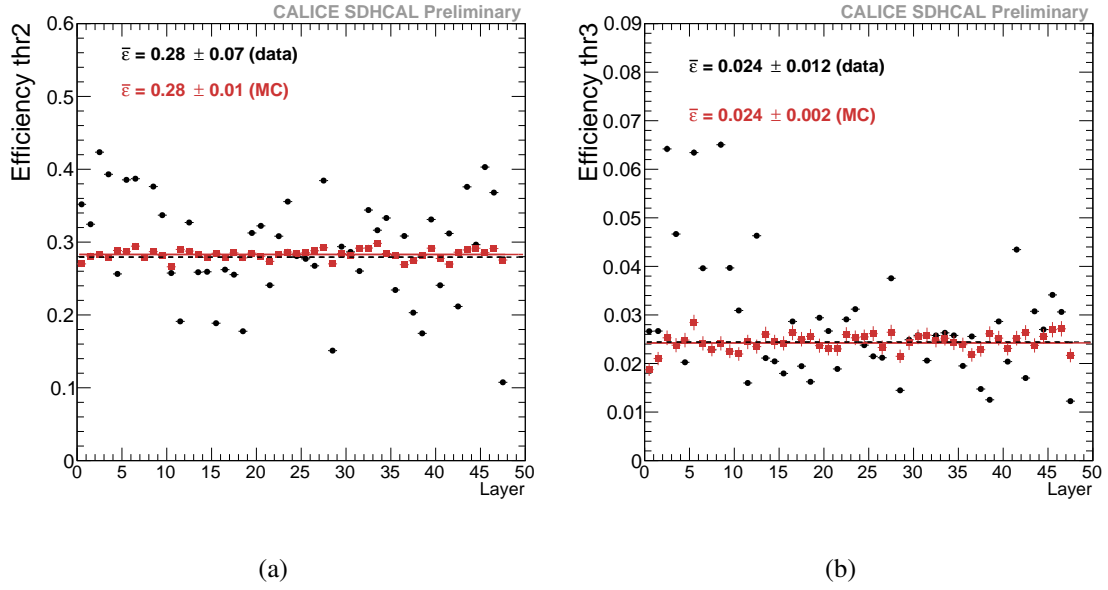 CALICE SDHCAL Preliminary
Efficiency thr2
ε̅ = 0.28 ± 0.07 (data)
ε̅ = 0.28 ± 0.01 (MC)
0.6
0.5
0.4
0.3
0.2
0.1
0
0 5 10 15 20 25 30 35 40 45 50
Layer
(a)
CALICE SDHCAL Preliminary
Efficiency thr3
ε̅ = 0.024 ± 0.012 (data)
ε̅ = 0.024 ± 0.002 (MC)
0.09
0.08
0.07
0.06
0.05
0.04
0.03
0.02
0.01
0
0 5 10 15 20 25 30 35 40 45 50
Layer
(b)